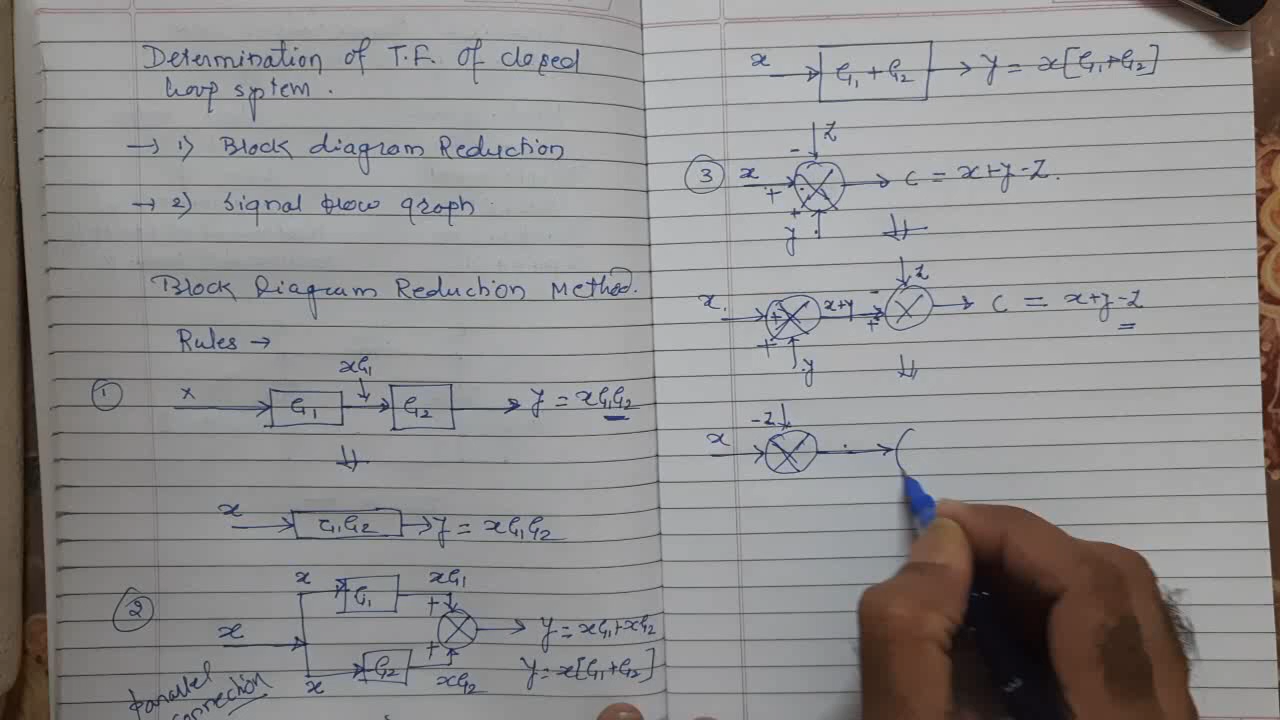 Determination of T.F. of closed
loop system.
→ 1) Block diagram Reduction
→ 2) Signal flow graph
Block Diagram Reduction Method.
Rules →
xG₁
① x G₁ G₂ y = xG₁G₂
x G₁G₂ y = xG₁G₂
② x x G₁ xG₁ +
y = xG₁+xG₂
x G₂ xG₂ +
y = x[G₁+G₂]
parallel
connection
x G₁ + G₂ → y = x[G₁+G₂]
- Z
③ x + c = x+y-Z.
+
y
Z
x + x+y - + c = x+y-Z
+ y
-Z
x